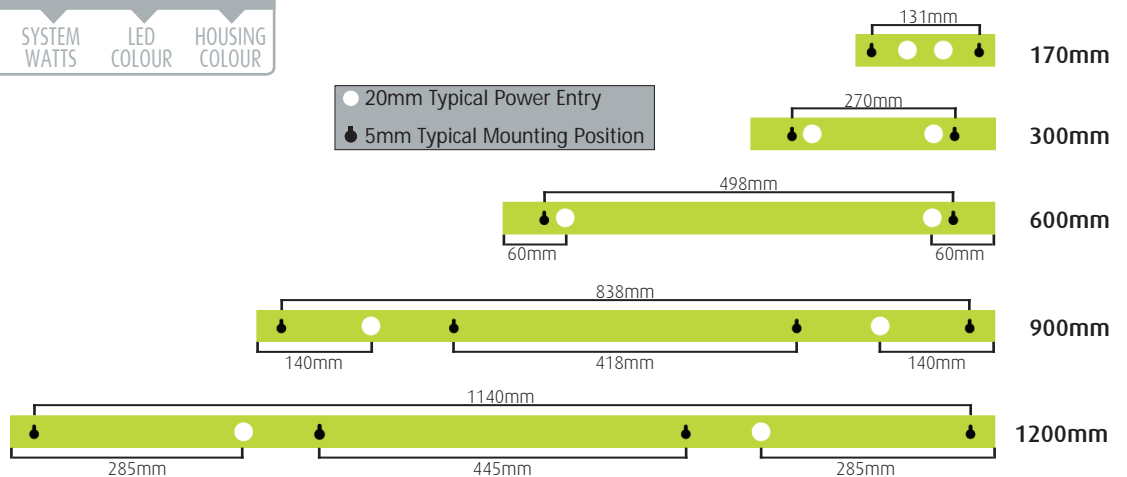 SYSTEM WATTS
LED COLOUR
HOUSING COLOUR
20mm Typical Power Entry
5mm Typical Mounting Position
131mm
170mm
270mm
300mm
498mm
600mm
60mm
60mm
838mm
900mm
140mm
418mm
140mm
1140mm
1200mm
285mm
445mm
285mm